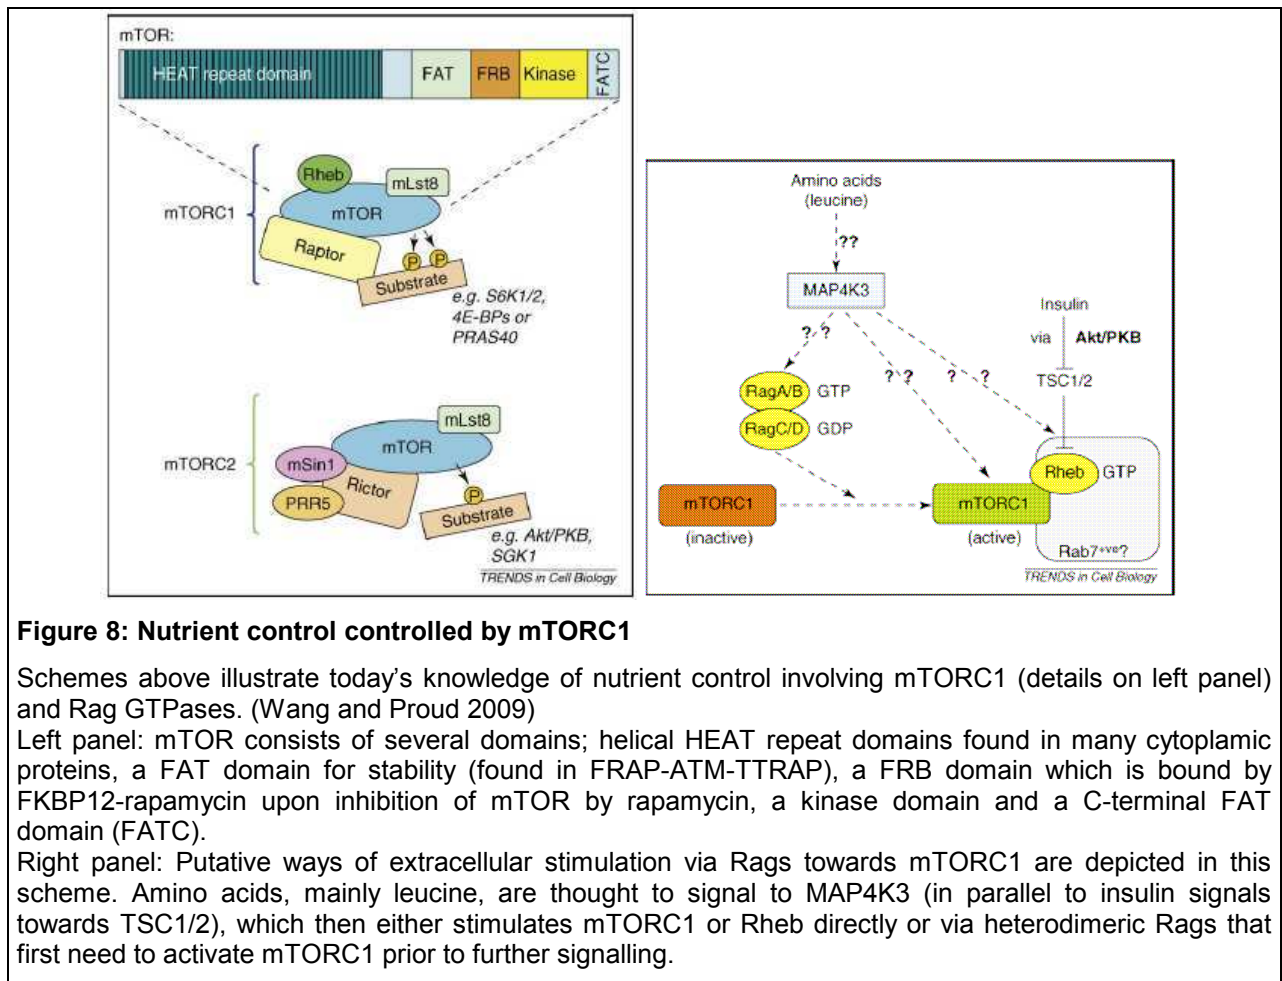 mTOR:
HEAT repeat domain FAT FRB Kinase FATC
Rheb
mLst8
mTORC1
mTOR
Raptor
P P
Substrate
e.g. S6K1/2,
4E-BPs or
PRAS40
mLst8
mTOR
mTORC2
mSin1
Rictor
PRR5
P
Substrate
e.g. Akt/PKB,
SGK1
TRENDS in Cell Biology
Amino acids
(leucine)
??
MAP4K3
Insulin
via Akt/PKB
? ?
? ?
? ?
TSC1/2
RagA/B GTP
RagC/D GDP
Rheb GTP
mTORC1
mTORC1
(inactive)
(active)
Rab7+ve?
TRENDS in Cell Biology
Figure 8: Nutrient control controlled by mTORC1
Schemes above illustrate today's knowledge of nutrient control involving mTORC1 (details on left panel)
and Rag GTPases. (Wang and Proud 2009)
Left panel: mTOR consists of several domains; helical HEAT repeat domains found in many cytoplamic
proteins, a FAT domain for stability (found in FRAP-ATM-TTRAP), a FRB domain which is bound by
FKBP12-rapamycin upon inhibition of mTOR by rapamycin, a kinase domain and a C-terminal FAT
domain (FATC).
Right panel: Putative ways of extracellular stimulation via Rags towards mTORC1 are depicted in this
scheme. Amino acids, mainly leucine, are thought to signal to MAP4K3 (in parallel to insulin signals
towards TSC1/2), which then either stimulates mTORC1 or Rheb directly or via heterodimeric Rags that
first need to activate mTORC1 prior to further signalling.